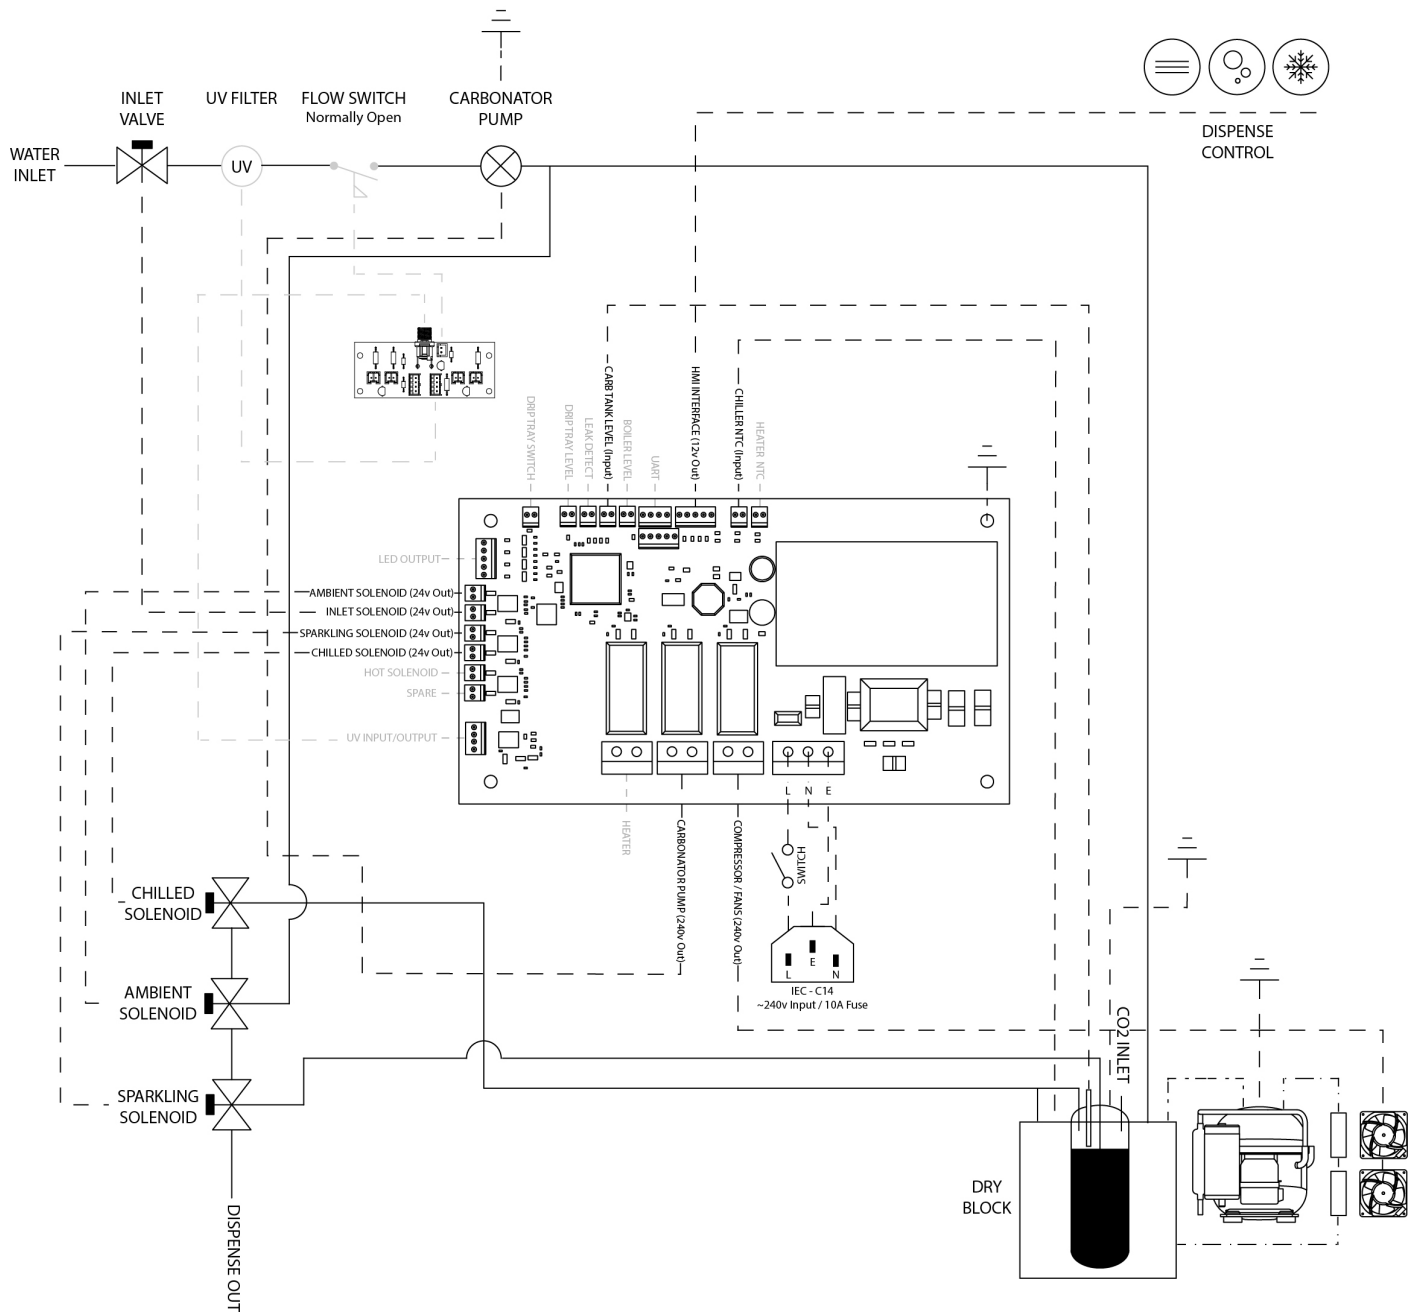 INLET
VALVE
UV FILTER
FLOW SWITCH
Normally Open
CARBONATOR
PUMP
DISPENSE
CONTROL
WATER
INLET
UV
DRIP TRAY SWITCH
DRIP TRAY LEVEL
LEAK DETECT
CARB TANK LEVEL (Input)
BOILER LEVEL
UART
HMI INTERFACE (12v Out)
CHILLER NTC (Input)
HEATER NTC
LED OUTPUT
AMBIENT SOLENOID (24v Out)
INLET SOLENOID (24v Out)
SPARKLING SOLENOID (24v Out)
CHILLED SOLENOID (24v Out)
HOT SOLENOID
SPARE
UV INPUT/OUTPUT
L N E
HEATER
CARBONATOR PUMP (240v Out)
COMPRESSOR / FANS (240v Out)
SWITCH
L
E
N
IEC - C14
~240v Input / 10A Fuse
CHILLED
SOLENOID
AMBIENT
SOLENOID
SPARKLING
SOLENOID
CO2 INLET
DRY
BLOCK
DISPENSE OUT